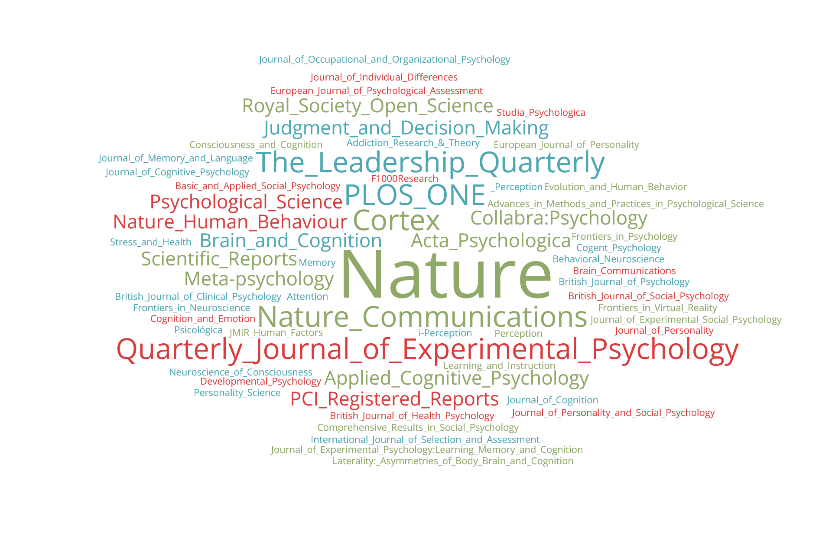 Journal_of_Occupational_and_Organizational_Psychology
Journal_of_Individual_Differences
European_Journal_of_Psychological_Assessment
Royal_Society_Open_Science Studia_Psychologica
Judgment_and_Decision_Making
Consciousness_and_Cognition Addiction_Research_&_Theory European_Journal_of_Personality
Journal_of_Memory_and_Language The_Leadership_Quarterly
Journal_of_Cognitive_Psychology
F1000Research
Basic_and_Applied_Social_Psychology PLOS_ONE _Perception Evolution_and_Human_Behavior
Psychological_Science Advances_in_Methods_and_Practices_in_Psychological_Science
Nature_Human_Behaviour Cortex Collabra:Psychology
Stress_and_Health Brain_and_Cognition Acta_Psychologica Frontiers_in_Psychology
Cogent_Psychology
Scientific_Reports Memory Nature Behavioral_Neuroscience
Brain_Communications
Meta-psychology British_Journal_of_Psychology
British_Journal_of_Clinical_Psychology Attention British_Journal_of_Social_Psychology
Frontiers_in_Neuroscience Frontiers_in_Virtual_Reality
Cognition_and_Emotion Nature_Communications Journal_of_Experimental_Social_Psychology
Psicológica JMIR_Human_Factors i-Perception Perception Journal_of_Personality
Quarterly_Journal_of_Experimental_Psychology
Learning_and_Instruction
Neuroscience_of_Consciousness
Developmental_Psychology Applied_Cognitive_Psychology
Personality_Science PCI_Registered_Reports Journal_of_Cognition
British_Journal_of_Health_Psychology Journal_of_Personality_and_Social_Psychology
Comprehensive_Results_in_Social_Psychology
International_Journal_of_Selection_and_Assessment
Journal_of_Experimental_Psychology:Learning_Memory_and_Cognition
Laterality:_Asymmetries_of_Body_Brain_and_Cognition